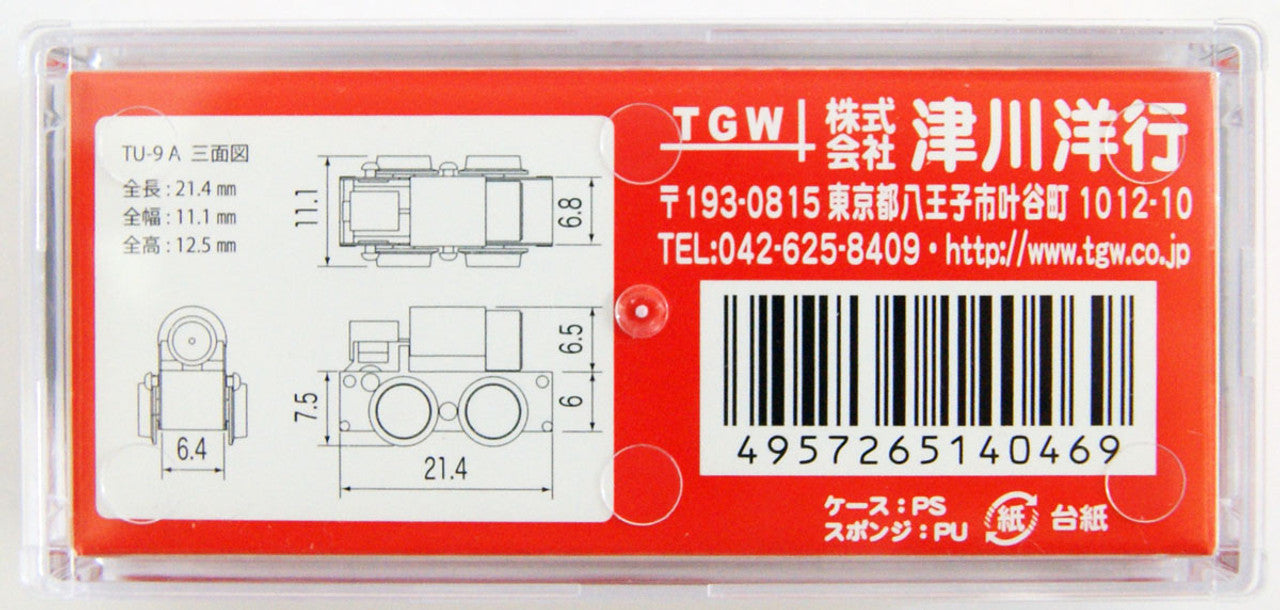 TU-9 A 三面図
全長 : 21.4 mm
全幅 : 11.1 mm
全高 : 12.5 mm
11.1
6.8
6.5
7.5
6
6.4
21.4
TGW 株式会社 津川洋行
〒193-0815 東京都八王子市叶谷町 1012-10
TEL:042-625-8409・http://www.tgw.co.jp
4957265140469
ケース:PS
スポンジ:PU
紙 台紙